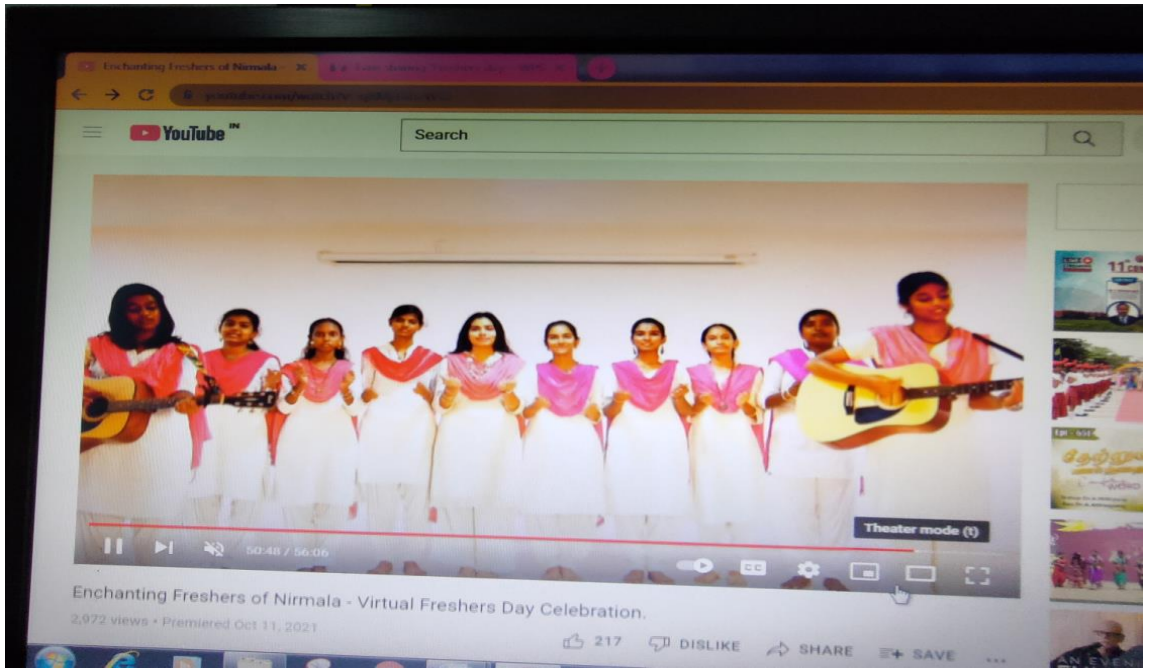 Enchanting Freshers of Nirmala -
YouTube IN
Search
11
Theater mode (t)
50:48 / 56:06
CC
Enchanting Freshers of Nirmala - Virtual Freshers Day Celebration.
2,972 views • Premiered Oct 11, 2021
217 DISLIKE SHARE SAVE ...